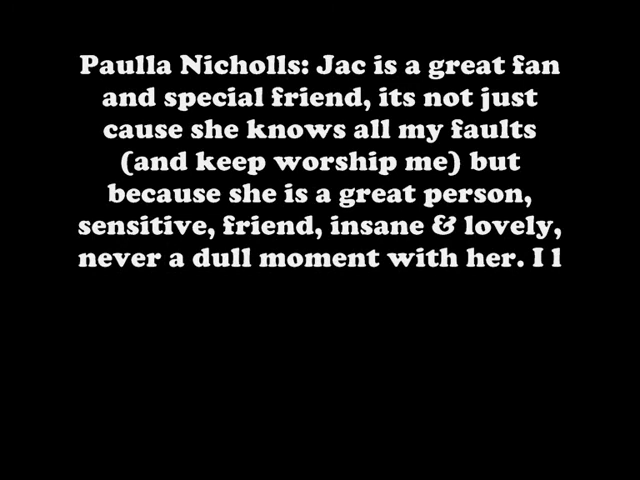 Paulla Nicholls: Jac is a great fan
and special friend, its not just
cause she knows all my faults
(and keep worship me) but
because she is a great person,
sensitive, friend, insane & lovely,
never a dull moment with her. I l